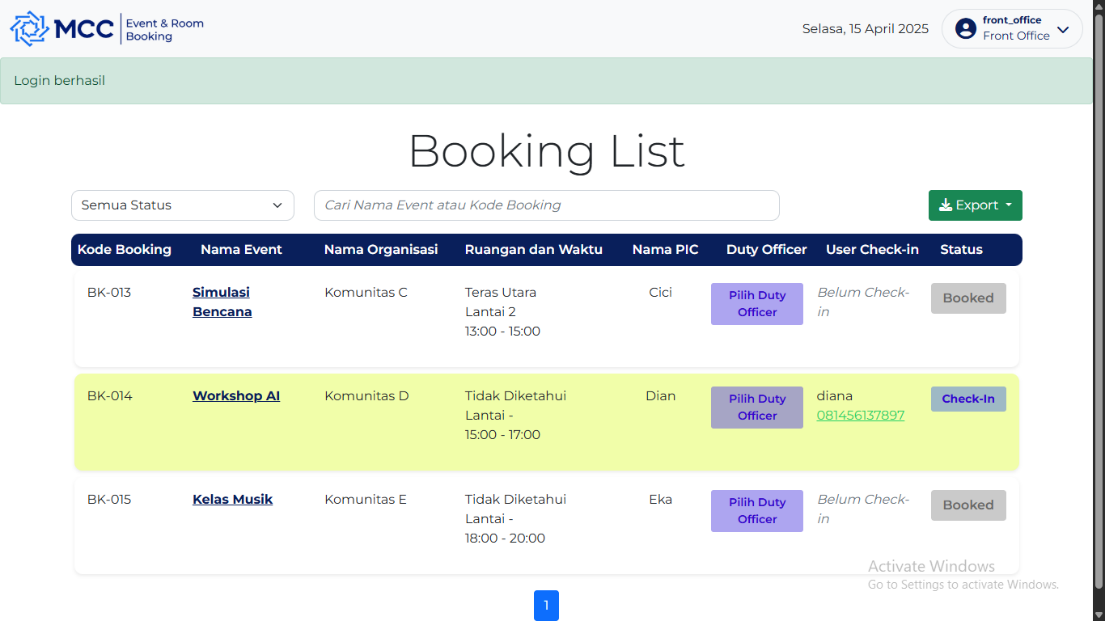 MCC Event & Room Booking
Selasa, 15 April 2025
front_office
Front Office
Login berhasil
Booking List
Semua Status
Cari Nama Event atau Kode Booking
Export
Kode Booking Nama Event Nama Organisasi Ruangan dan Waktu Nama PIC Duty Officer User Check-in Status
BK-013 Simulasi Komunitas C Teras Utara Cici Pilih Duty Belum Check- Booked
Bencana Lantai 2 Officer in
13:00 - 15:00
BK-014 Workshop AI Komunitas D Tidak Diketahui Dian Pilih Duty diana Check-In
Lantai - Officer 081456137897
15:00 - 17:00
BK-015 Kelas Musik Komunitas E Tidak Diketahui Eka Pilih Duty Belum Check- Booked
Lantai - Officer in
18:00 - 20:00
Activate Windows
Go to Settings to activate Windows.
1